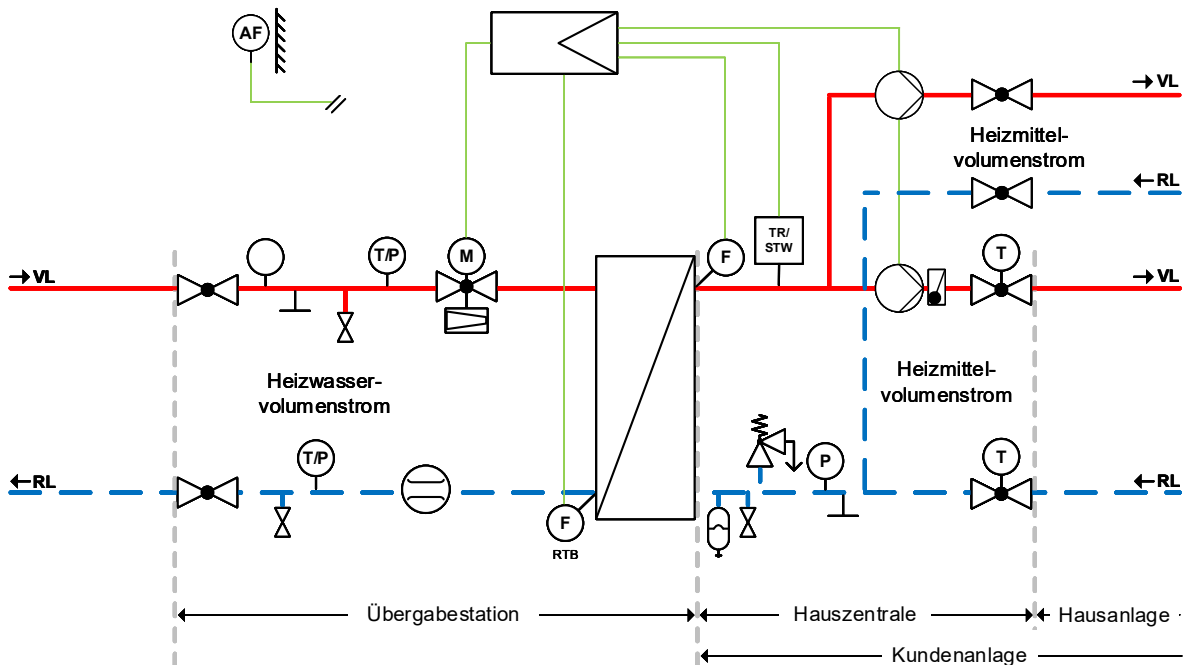 AF
VL
Heizmittel-
volumenstrom
RL
TR/
STW
F
T/P
M
T
VL
VL
Heizwasser-
volumenstrom
Heizmittel-
volumenstrom
T/P
P
T
RL
RL
F
RTB
Übergabestation
Hauszentrale
Hausanlage
Kundenanlage